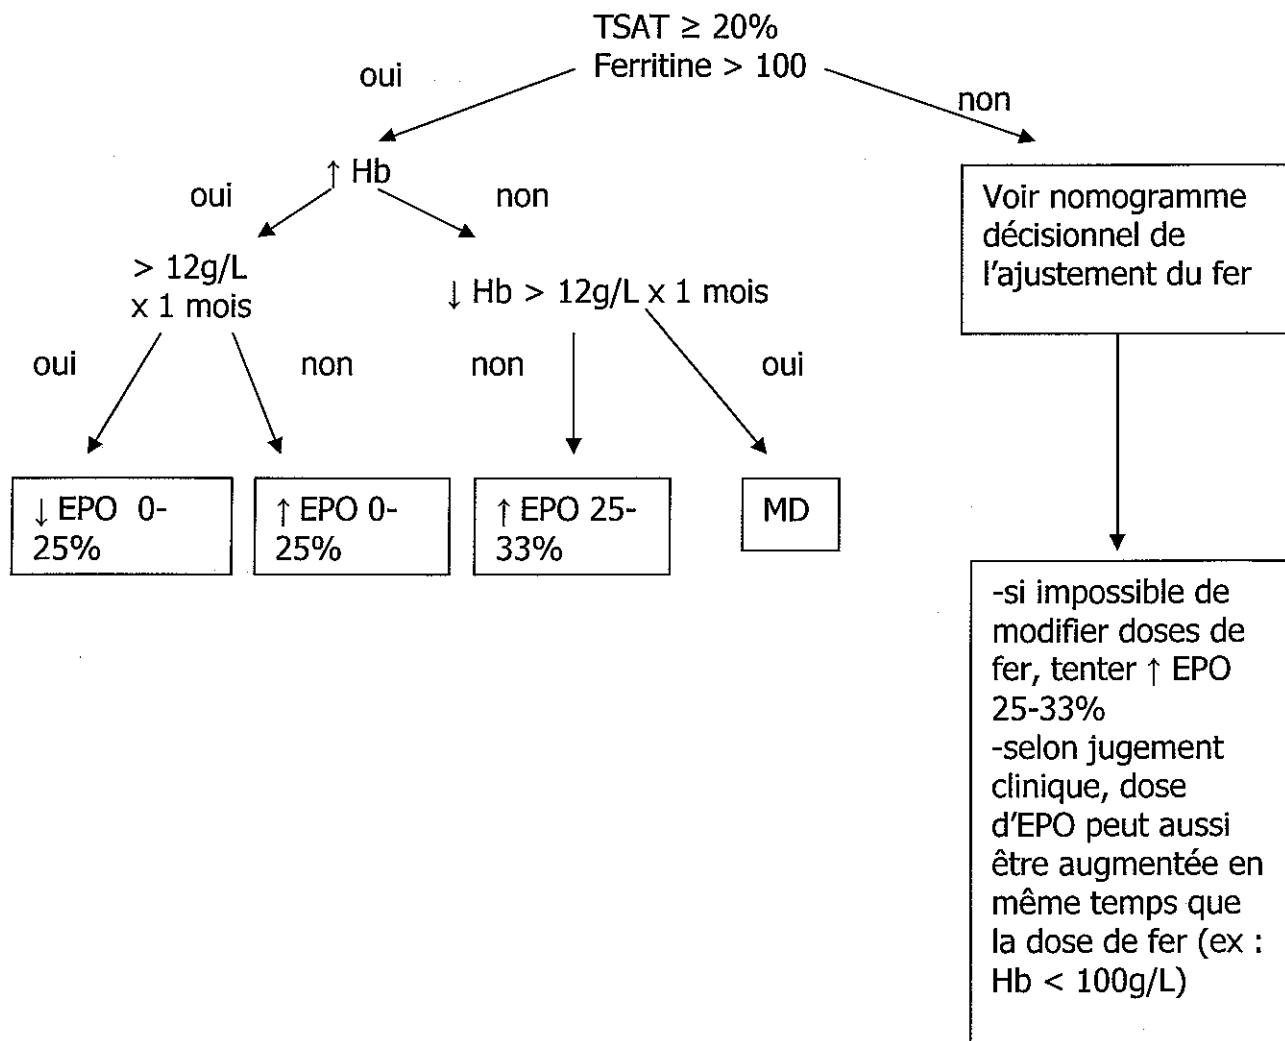 TSAT ≥ 20%
Ferritine > 100
oui
non
↑ Hb
oui
non
> 12g/L
x 1 mois
↓ Hb > 12g/L x 1 mois
oui
non
non
oui
↓ EPO 0-
25%
↑ EPO 0-
25%
↑ EPO 25-
33%
MD
Voir nomogramme
décisionnel de
l'ajustement du fer
-si impossible de
modifier doses de
fer, tenter ↑ EPO
25-33%
-selon jugement
clinique, dose
d'EPO peut aussi
être augmentée en
même temps que
la dose de fer (ex :
Hb < 100g/L)